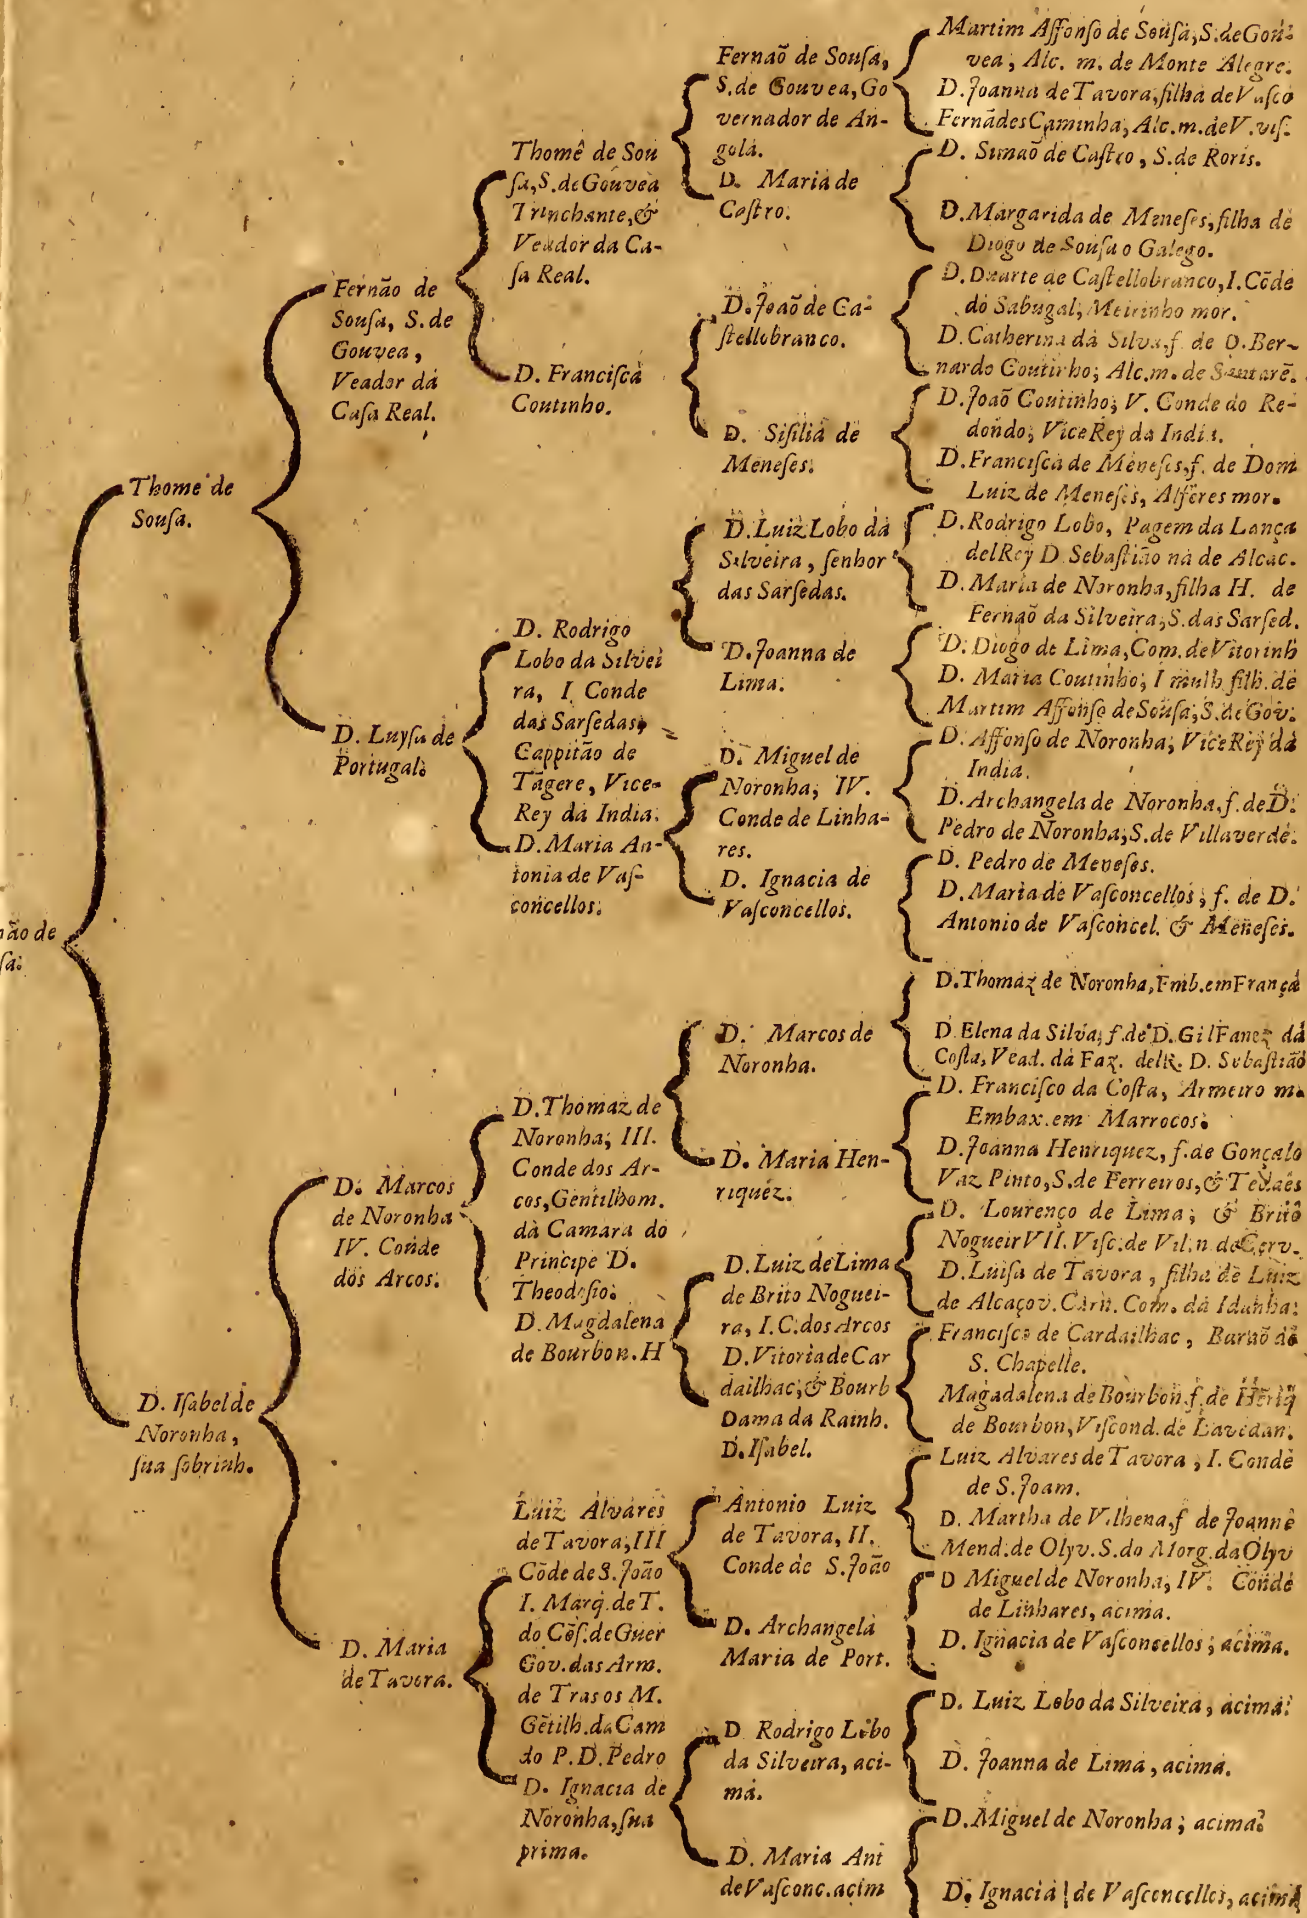 não de
ſa.
Thome de
Souſa.
D. Iſabel de
Noronha,
ſua ſobrinh.
Fernão de
Souſa, S. de
Gouvea,
Veador da
Caſa Real.
D. Luyſa de
Portugal.
D. Marcos
de Noronha
IV. Conde
dos Arcos.
D. Maria
de Tavora.
Thomê de Sou
ſa, S. de Gouvea
Trinchante, &
Veador da Ca-
ſa Real.
D. Franciſca
Coutinho.
D. Rodrigo
Lobo da Silvei
ra, I Conde
das Sarſedas,
Cappitão de
Tãgere, Vice-
Rey da India.
D. Maria An-
tonia de Vaſ-
concellos.
D. Thomaz de
Noronha, III.
Conde dos Ar-
cos, Gentilhom.
da Camara do
Principe D.
Theodoſio.
D. Magdalena
de Bourbon. H
Luiz Alvares
de Tavora, III
Cõde de S. João
I. Marq. de T.
do Cõſ. de Guer
Gov. das Arm.
de Tras os M.
Gẽtilh. da Cam
do P. D. Pedro
D. Ignacia de
Noronha, ſua
prima.
Fernaõ de Souſa,
S. de Gouvea, Go
vernador de An-
gola.
D. Maria de
Caſtro.
D. Joaõ de Ca-
ſtellobranco.
D. Siſilia de
Meneſes.
D. Luiz Lobo da
Silveira, ſenhor
das Sarſedas.
D. Joanna de
Lima.
D. Miguel de
Noronha, IV.
Conde de Linha-
res.
D. Ignacia de
Vaſconcellos.
D. Marcos de
Noronha.
D. Maria Hen-
riquez.
D. Luiz de Lima
de Brito Noguei-
ra, I. C. dos Arcos
D. Vitoria de Car
dailhac, & Bourb
Dama da Rainh.
D. Iſabel.
Antonio Luiz
de Tavora, II.
Conde de S. João
D. Archangela
Maria de Port.
D Rodrigo Lobo
da Silveira, aci-
ma.
D. Maria Ant
de Vaſconc. acim
Martim Affonſo de Souſa, S. de Gou-
vea, Alc. m. de Monte Alegre.
D. Joanna de Tavora, filha de Vaſco
Fernãdes Caminha, Alc. m. de V. viſ.
D. Simaõ de Caſtro, S. de Roris.
D. Margarida de Meneſes, filha de
Diogo de Souſa o Galego.
D. Duarte de Caſtellobranco, I. Cõde
do Sabugal, Meirinho mor.
D. Catherina da Silva, f. de D. Ber-
nardo Coutinho, Alc. m. de Santarẽ.
D. Joaõ Coutinho, V. Conde do Re-
dondo, ViceRey da India.
D. Franciſca de Meneſes, f. de Dom
Luiz de Meneſes, Alferes mor.
D. Rodrigo Lobo, Pagem da Lança
delRey D Sebaſtião na de Alcac.
D. Maria de Noronha, filha H. de
Fernaõ da Silveira, S. das Sarſed.
D. Diogo de Lima, Com. de Vitorinh
D. Maria Coutinho, I mulh. filh. de
Martim Affonſo de Souſa, S. de Gov.
D. Affonſo de Noronha, ViceRey da
India.
D. Archangela de Noronha, f. de D.
Pedro de Noronha, S. de Villaverde.
D. Pedro de Meneſes.
D. Maria de Vaſconcellos, f. de D.
Antonio de Vaſconcel. & Meneſes.
D. Thomaz de Noronha, Emb. em França
D. Elena da Silva, f. de D. Gil Fanez da
Coſta, Vead. da Faz. delR. D. Sebaſtião
D. Franciſco da Coſta, Armeiro m.
Embax. em Marrocos.
D. Joanna Henriquez, f. de Gonçalo
Vaz Pinto, S. de Ferreiros, & Tedaẽs
D. Lourenço de Lima, & Brito
Nogueir VII. Viſc. de Vil. n. de Cerv.
D. Luiſa de Tavora, filha de Luiz
de Alcaçov. Carn. Com. da Idanha.
Franciſco de Cardailhac, Barão de
S. Chapelle.
Magadalena de Bourbon, f. de Hẽriq
de Bourbon, Viſcond. de Lavedan.
Luiz Alvares de Tavora, I. Conde
de S. Joam.
D. Martha de Vilhena, f de Joanne
Mend. de Olyv. S. do Morg. da Olyv
D Miguel de Noronha, IV. Conde
de Linhares, acima.
D. Ignacia de Vaſconcellos, acima.
D. Luiz Lobo da Silveira, acima.
D. Joanna de Lima, acima.
D. Miguel de Noronha, acima.
D. Ignacia de Vaſconcellos, acima